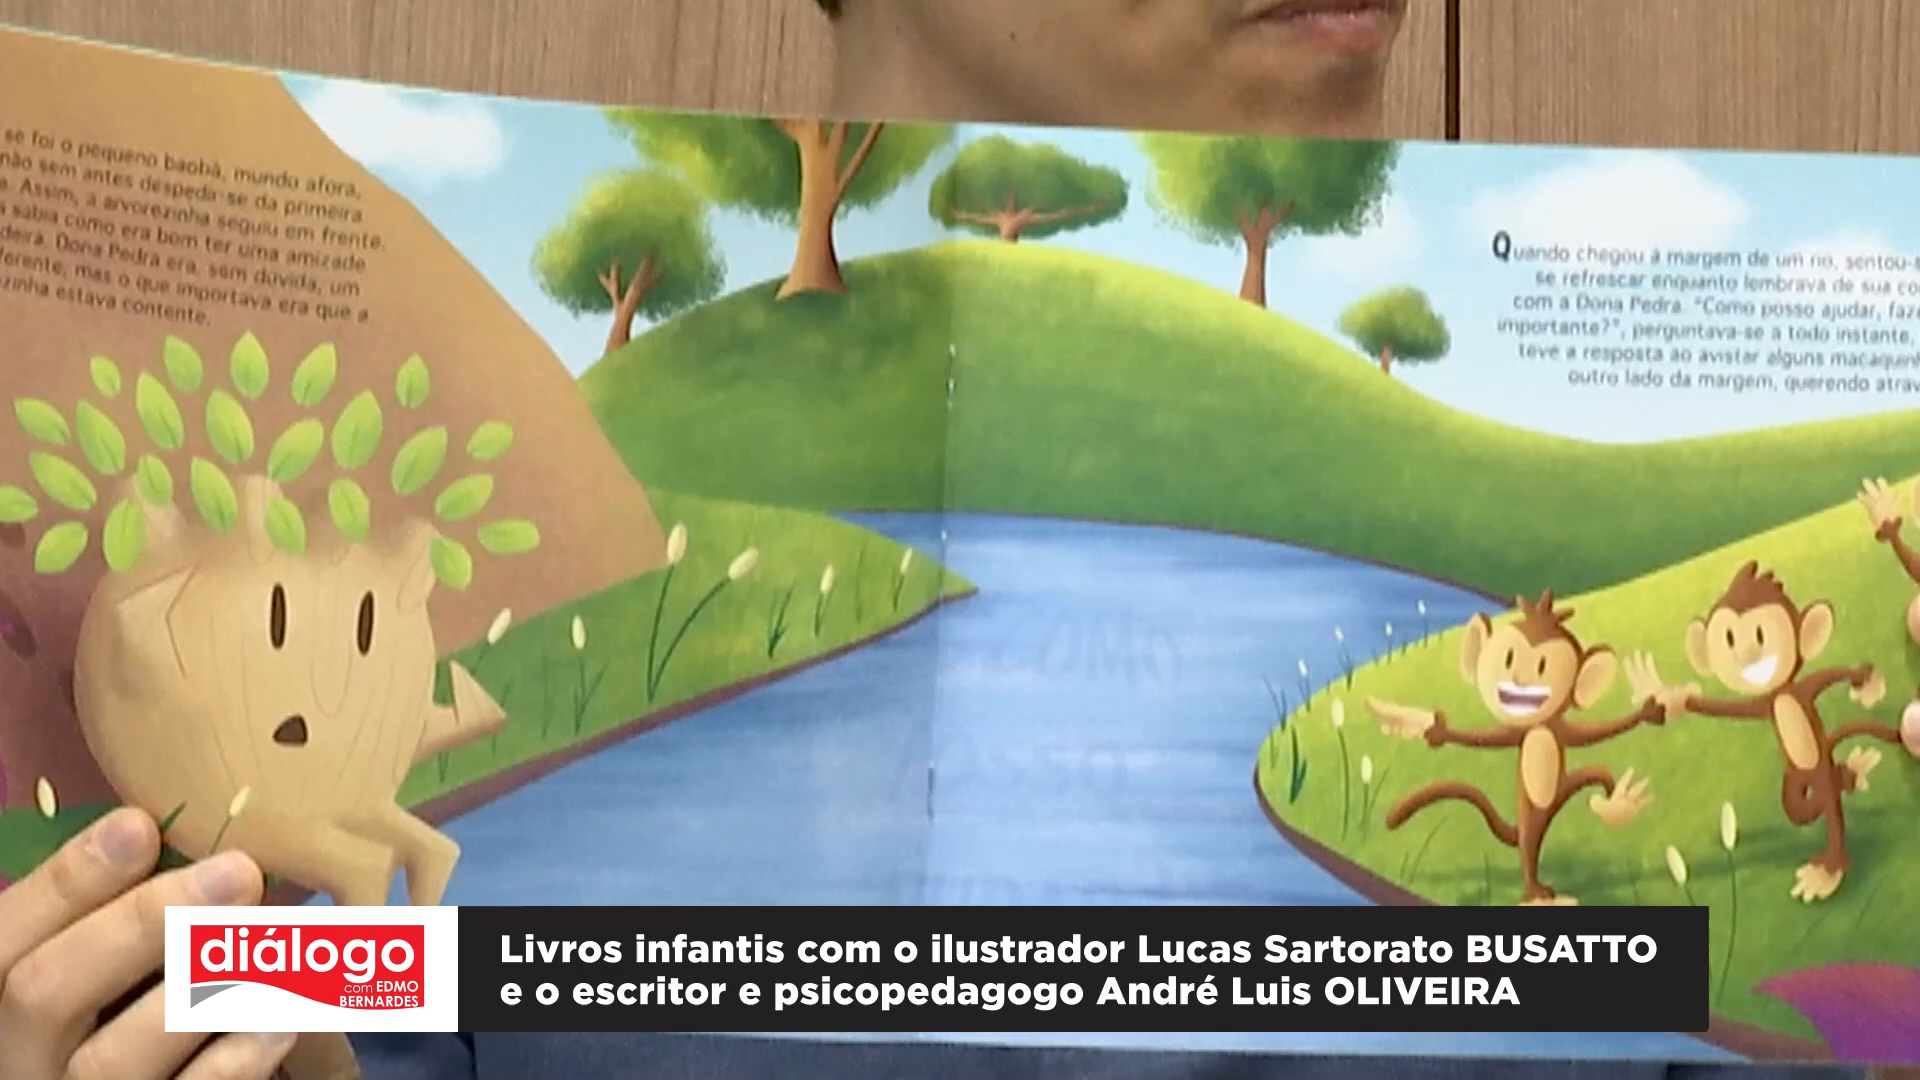 se foi o pequeno baobá, mundo afora,
não sem antes despedir-se da primeira
a. Assim, a arvorezinha seguiu em frente.
sabia como era bom ter uma amizade
deira. Dona Pedra era, sem dúvida, um
ferente, mas o que importava era que a
zinha estava contente.
Quando chegou à margem de um rio, sentou-s
se refrescar enquanto lembrava de sua co
com a Dona Pedra. "Como posso ajudar, faze
importante?", perguntava-se a todo instante,
teve a resposta ao avistar alguns macaquin
outro lado da margem, querendo atrav
diálogo
com EDMO
BERNARDES
Livros infantis com o ilustrador Lucas Sartorato BUSATTO
e o escritor e psicopedagogo André Luis OLIVEIRA